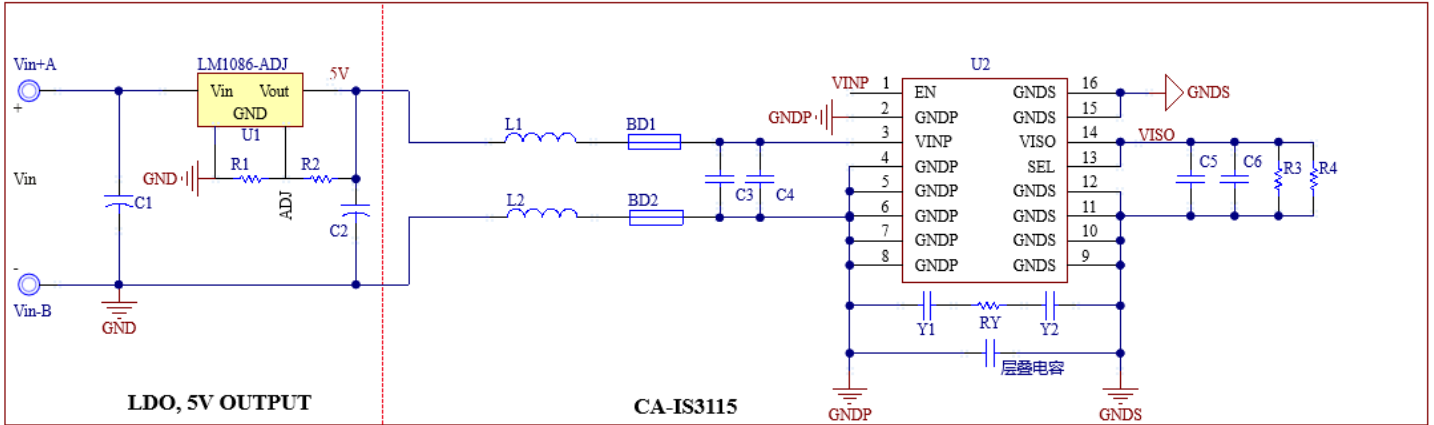 Vin+A
+
Vin
-
Vin-B
LM1086-ADJ
Vin Vout
GND
U1
5V
GND
R1
R2
ADJ
C1
C2
GND
LDO, 5V OUTPUT
L1
BD1
L2
BD2
C3
C4
U2
VINP 1 EN GNDS 16 GNDS
GNDP 2 GNDP GNDS 15
3 VINP VISO 14 VISO
4 GNDP SEL 13
5 GNDP GNDS 12
6 GNDP GNDS 11
7 GNDP GNDS 10
8 GNDP GNDS 9
C5
C6
R3
R4
Y1
RY
Y2
层叠电容
GNDP
GNDS
CA-IS3115